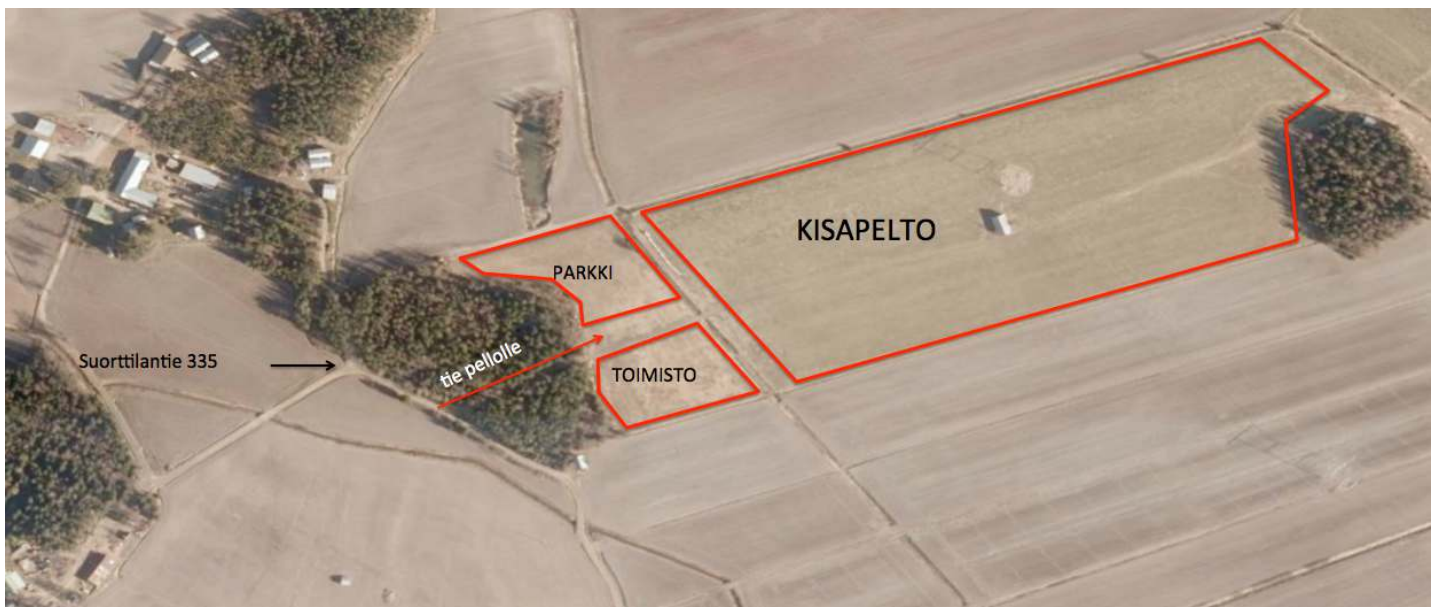 KISAPELTO
PARKKI
Suorttilantie 335
tie pellolle
TOIMISTO